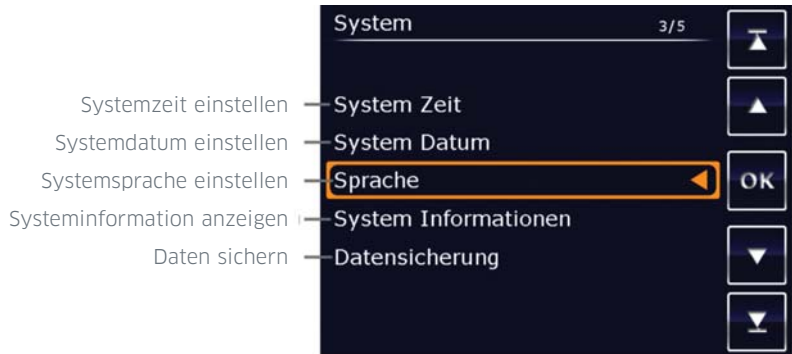 System 3/5
Systemzeit einstellen System Zeit
Systemdatum einstellen System Datum
Systemsprache einstellen Sprache OK
Systeminformation anzeigen System Informationen
Daten sichern Datensicherung